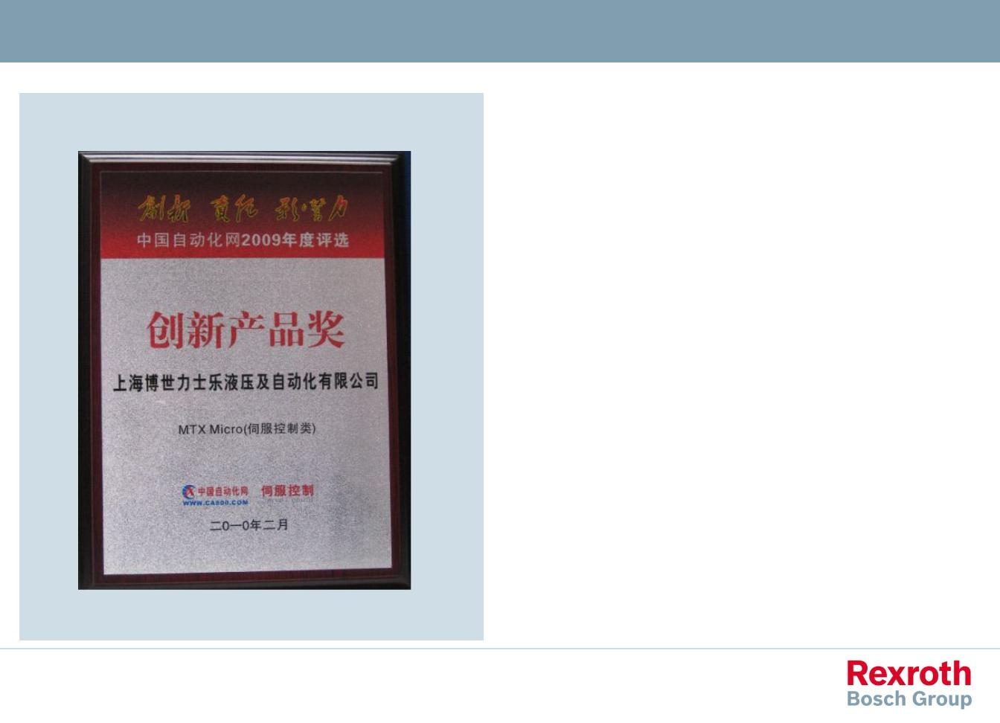 创新 责任 影响力
中国自动化网2009年度评选
创新产品奖
上海博世力士乐液压及自动化有限公司
MTX Micro(伺服控制类)
中国自动化网 伺服控制
WWW.CA800.COM
二0一0年二月
Rexroth
Bosch Group